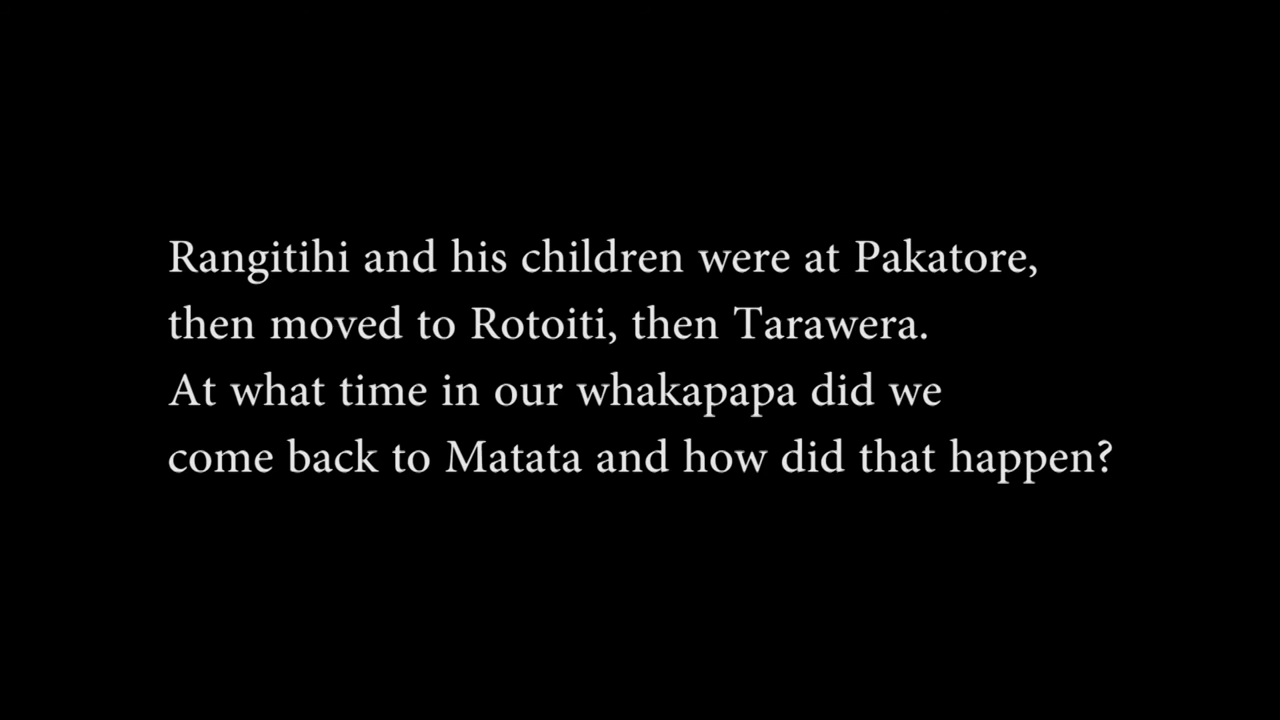 Rangitihi and his children were at Pakatore,
then moved to Rotoiti, then Tarawera.
At what time in our whakapapa did we
come back to Matata and how did that happen?